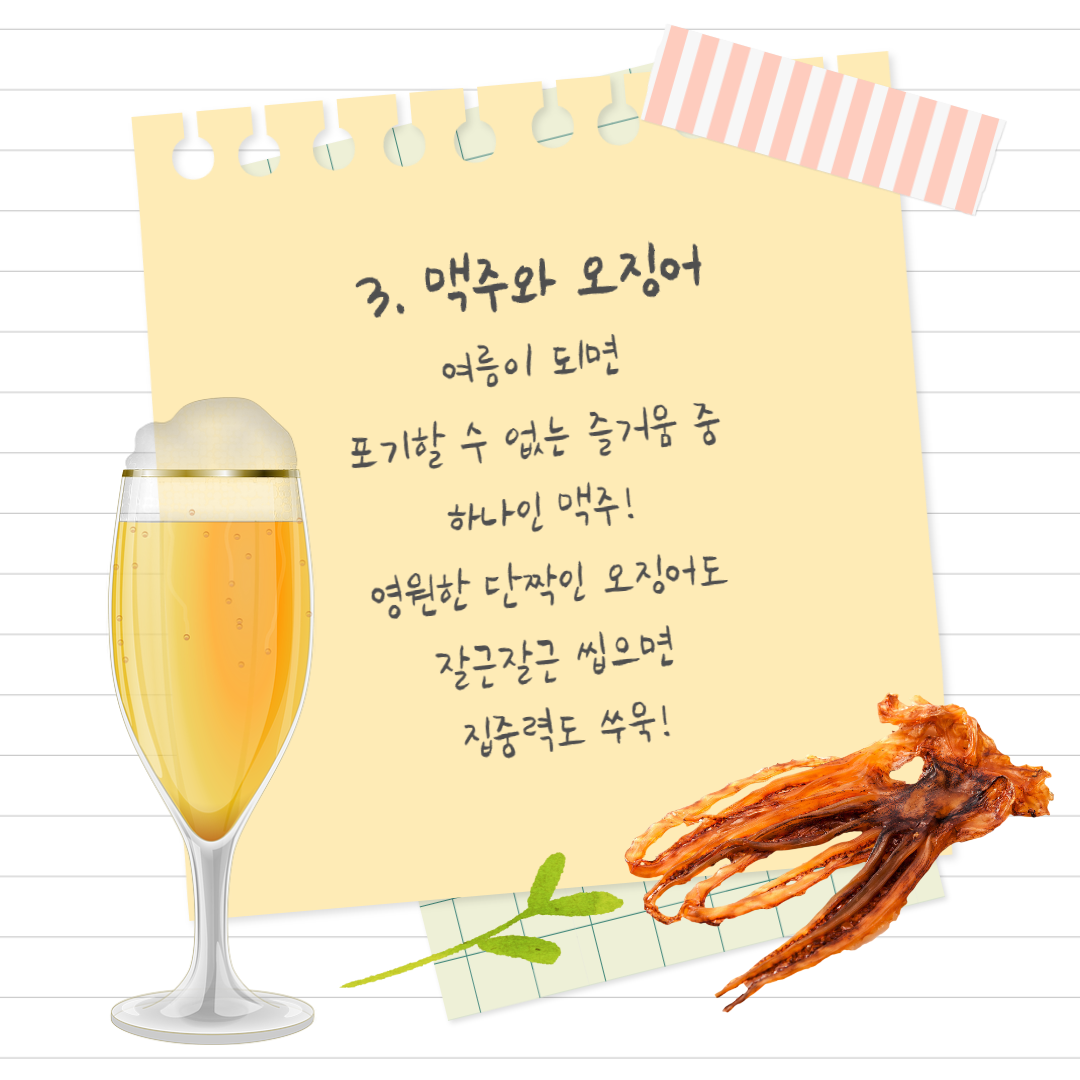 3. 맥주와 오징어
여름이 되면
포기할 수 없는 즐거움 중
하나인 맥주!
영원한 단짝인 오징어도
잘근잘근 씹으면
집중력도 쑤욱!